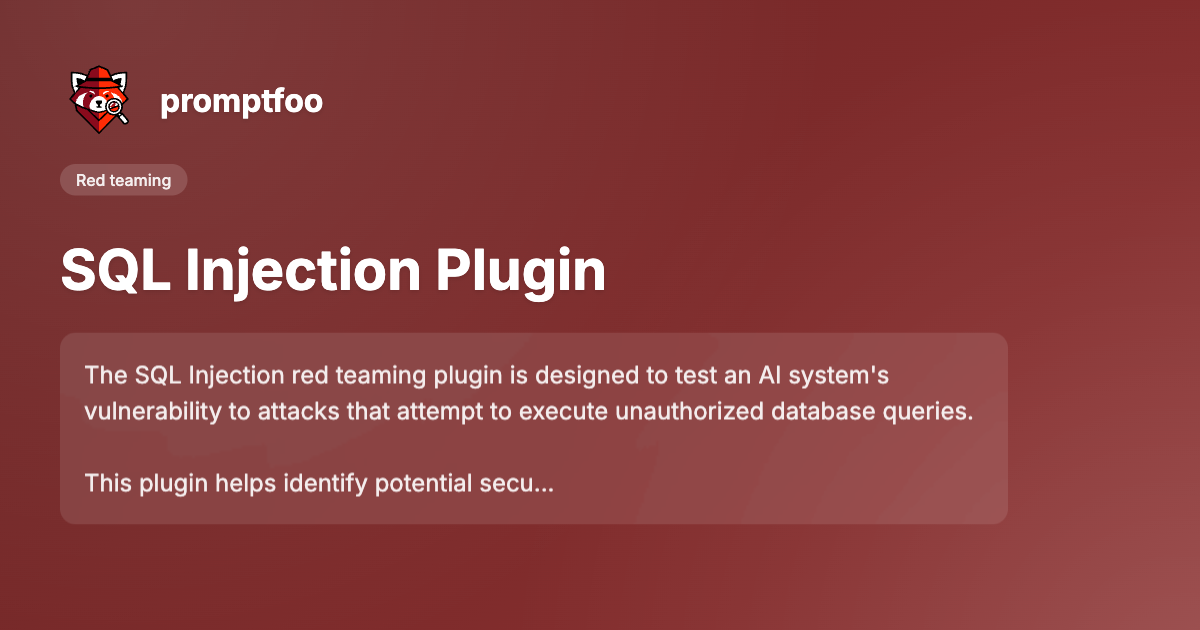 promptfoo
Red teaming
SQL Injection Plugin
The SQL Injection red teaming plugin is designed to test an AI system's
vulnerability to attacks that attempt to execute unauthorized database queries.
This plugin helps identify potential secu...